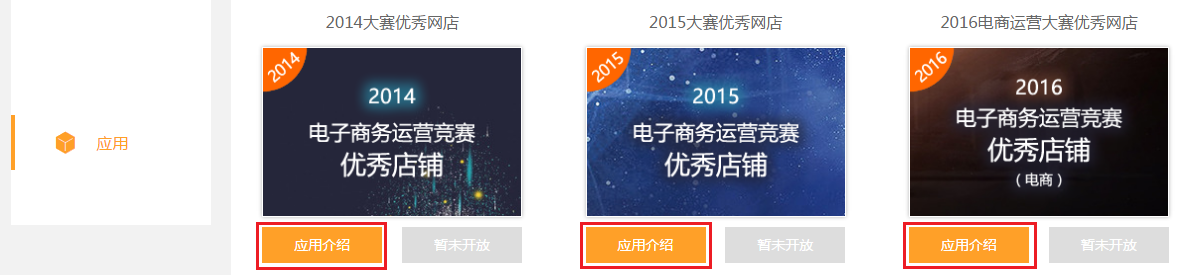 应用
2014大赛优秀网店
2014
2014
电子商务运营竞赛
优秀店铺
应用介绍
暂未开放
2015大赛优秀网店
2015
2015
电子商务运营竞赛
优秀店铺
应用介绍
暂未开放
2016电商运营大赛优秀网店
2016
2016
电子商务运营竞赛
优秀店铺
（电商）
应用介绍
暂未开放